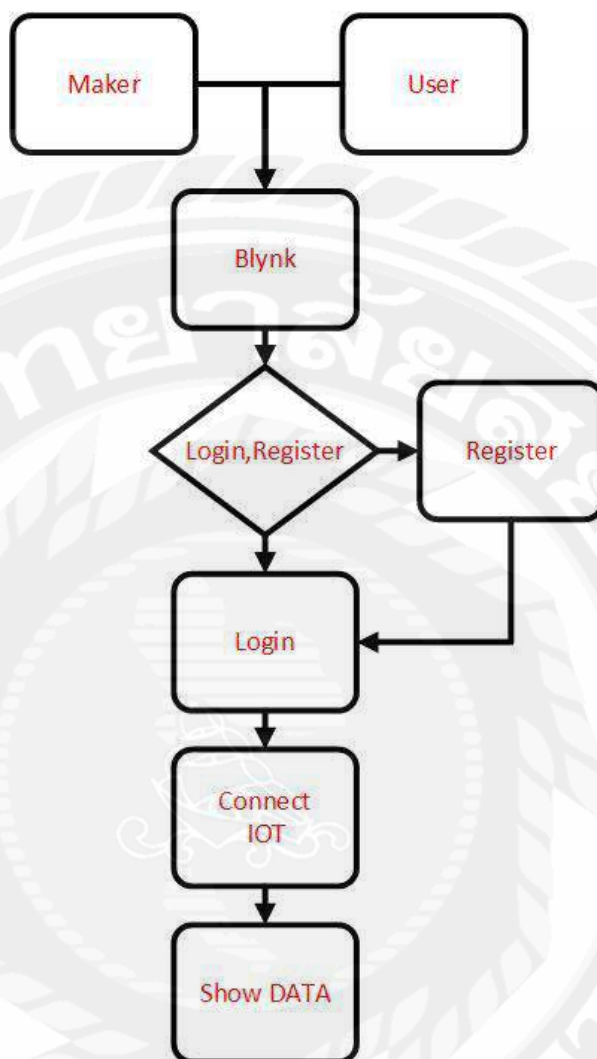 Maker
User
Blynk
Login,Register
Register
Login
Connect
IOT
Show DATA